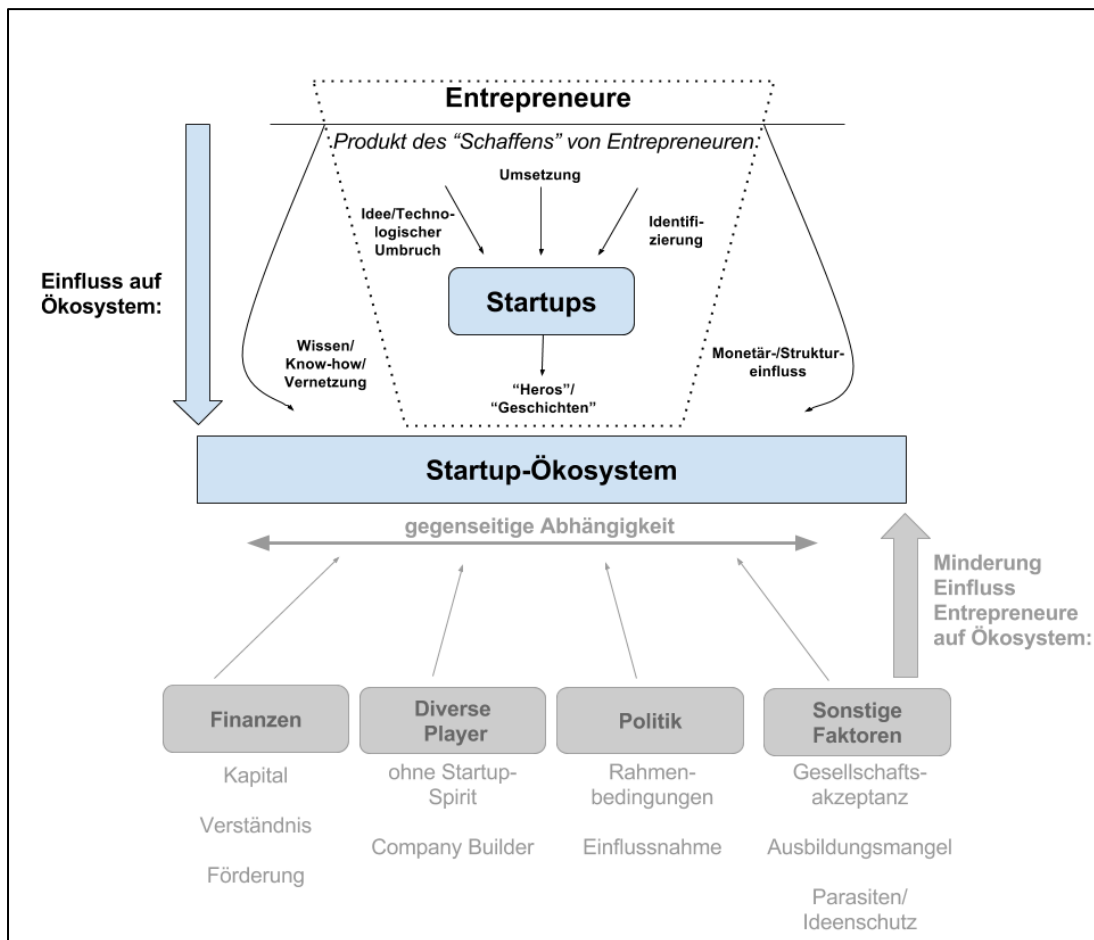 Entrepreneure
Produkt des “Schaffens” von Entrepreneuren
Umsetzung
Idee/Techno-
logischer
Umbruch
Identifi-
zierung
Einfluss auf
Ökosystem:
Startups
Wissen/
Know-how/
Vernetzung
Monetär-/Struktur-
einfluss
“Heros”/
“Geschichten”
Startup-Ökosystem
gegenseitige Abhängigkeit
Minderung
Einfluss
Entrepreneure
auf Ökosystem:
Finanzen
Kapital
Verständnis
Förderung
Diverse
Player
ohne Startup-
Spirit
Company Builder
Politik
Rahmen-
bedingungen
Einflussnahme
Sonstige
Faktoren
Gesellschafts-
akzeptanz
Ausbildungsmangel
Parasiten/
Ideenschutz